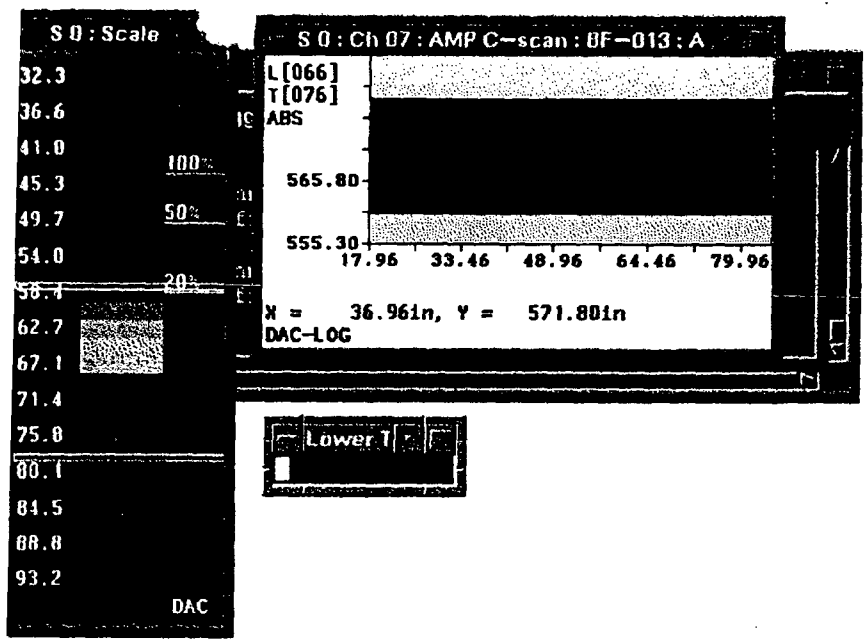 S 0 : Scale
32.3
36.6
41.0
100%
45.3
50%
49.7
54.0
20%
58.4
62.7
67.1
71.4
75.8
80.1
84.5
88.8
93.2
DAC
S 0 : Ch 07 : AMP C-scan : BF-013 : A
L[066]
T[076]
ABS
565.80
555.30
17.96 33.46 48.96 64.46 79.96
X = 36.96in, Y = 571.80in
DAC-LOG
Lower T